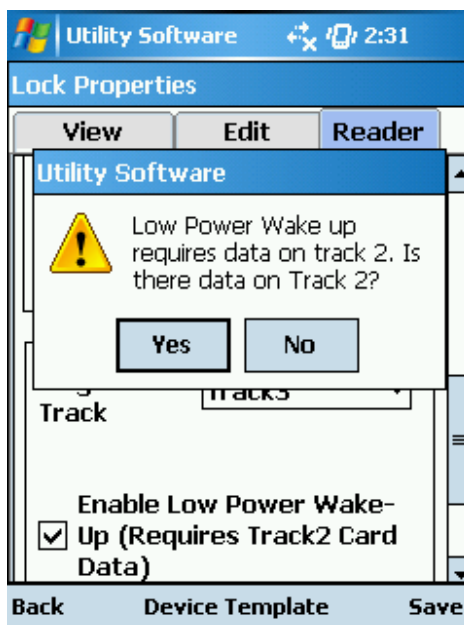 Utility Software 2:31
Lock Properties
View Edit Reader
Utility Software
Low Power Wake up
requires data on track 2. Is
there data on Track 2?
Yes No
Track3
Track
Enable Low Power Wake-
Up (Requires Track2 Card
Data)
Back Device Template Save